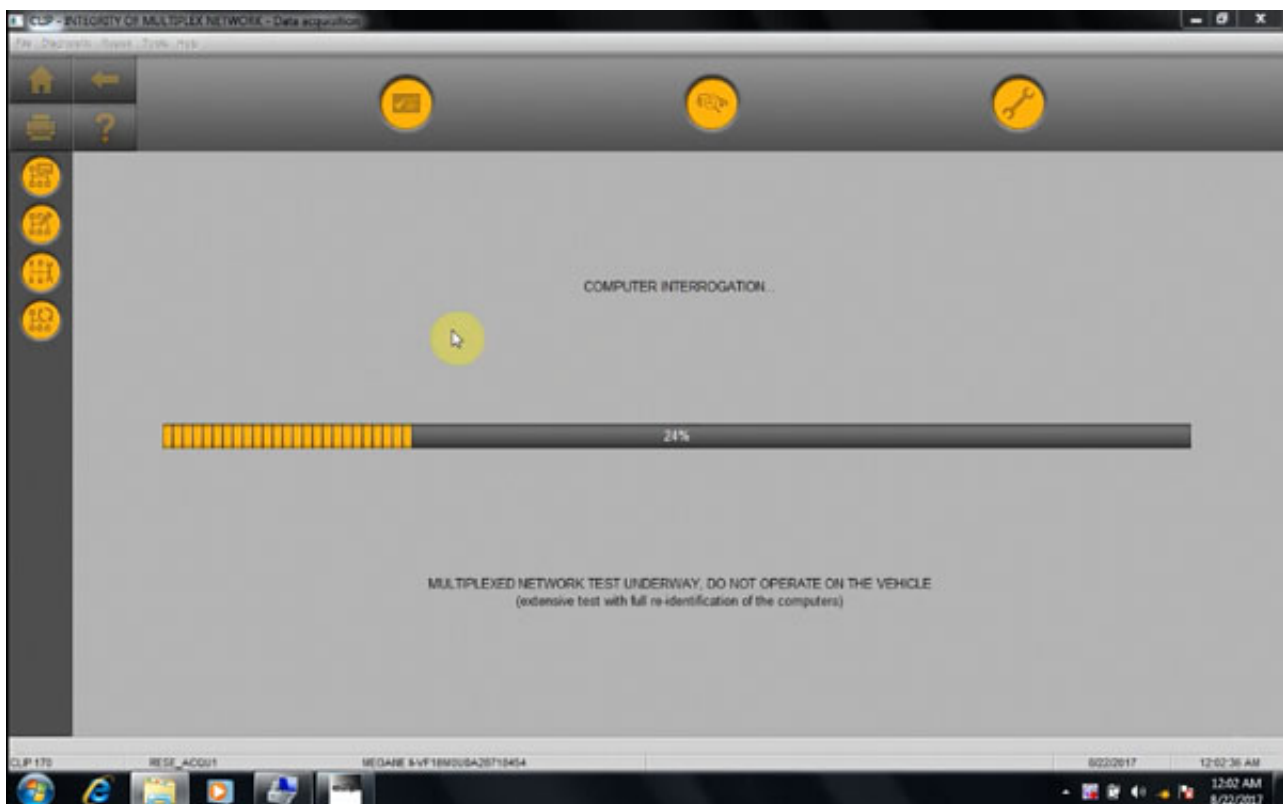 CLIP - INTEGRITY OF MULTIPLEX NETWORK - Data acquisition
24%
COMPUTER INTERROGATION...
MULTIPLEXED NETWORK TEST UNDERWAY, DO NOT OPERATE ON THE VEHICLE
(extensive test with full re-identification of the computers)
CLIP 170
RESE_ACQU1
8/22/2017
12:02:36 AM
12:02 AM
8/22/2017